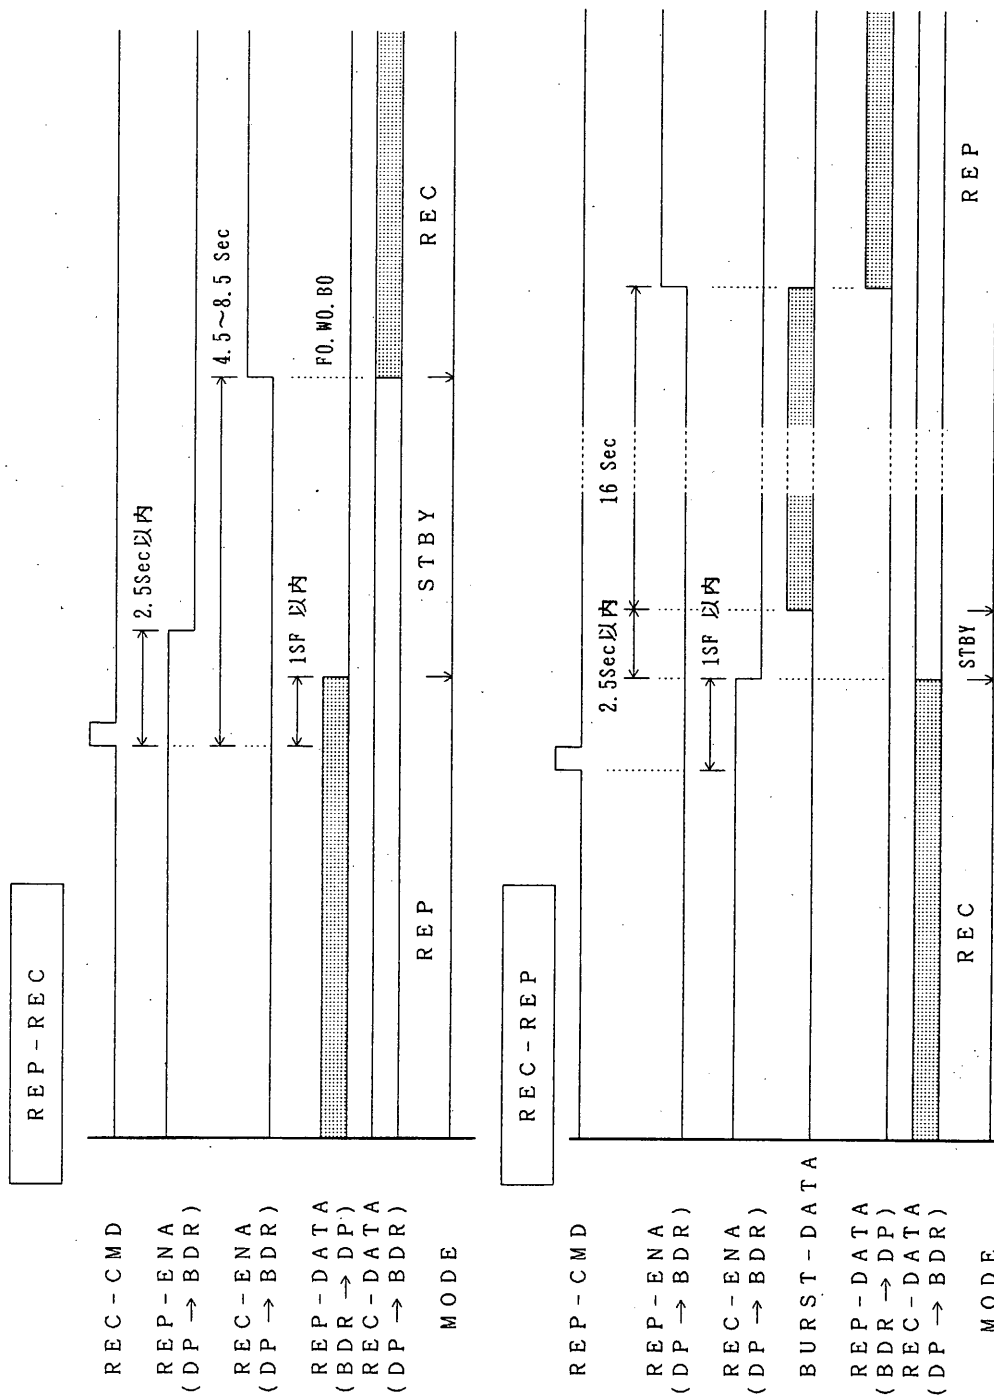 REP-REC
REC-CMD
2.5Sec以内
REP-ENA
(DP→BDR)
4.5~8.5 Sec
REC-ENA
(DP→BDR)
1SF 以内
F0.W0.B0
REP-DATA
(BDR→DP)
REC-DATA
(DP→BDR)
MODE
REP
STBY
REC
REC-REP
REP-CMD
2.5Sec以内
16 Sec
REP-ENA
(DP→BDR)
1SF 以内
REC-ENA
(DP→BDR)
BURST-DATA
REP-DATA
(BDR→DP)
REC-DATA
(DP→BDR)
MODE
REC
STBY
REP